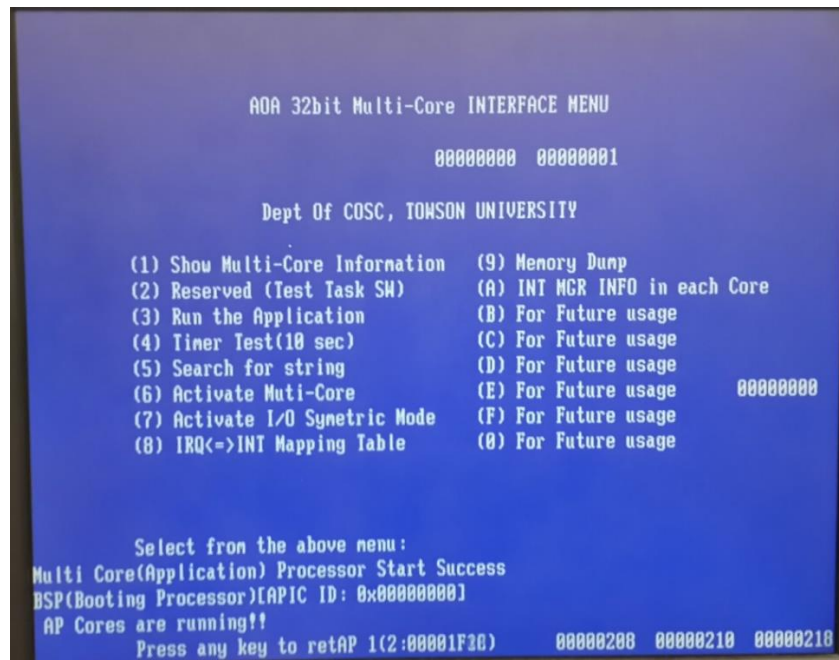 AOA 32bit Multi-Core INTERFACE MENU
00000000 00000001
Dept Of COSC, TOWSON UNIVERSITY
(1) Show Multi-Core Information (9) Memory Dump
(2) Reserved (Test Task SW) (A) INT MGR INFO in each Core
(3) Run the Application (B) For Future usage
(4) Timer Test(10 sec) (C) For Future usage
(5) Search for string (D) For Future usage
(6) Activate Muti-Core (E) For Future usage 00000000
(7) Activate I/O Symetric Mode (F) For Future usage
(8) IRQ<=>INT Mapping Table (0) For Future usage
Select from the above menu:
Multi Core(Application) Processor Start Success
BSP(Booting Processor)[APIC ID: 0x00000000]
AP Cores are running!!
Press any key to retAP 1(2: 00000208 00000210 00000218